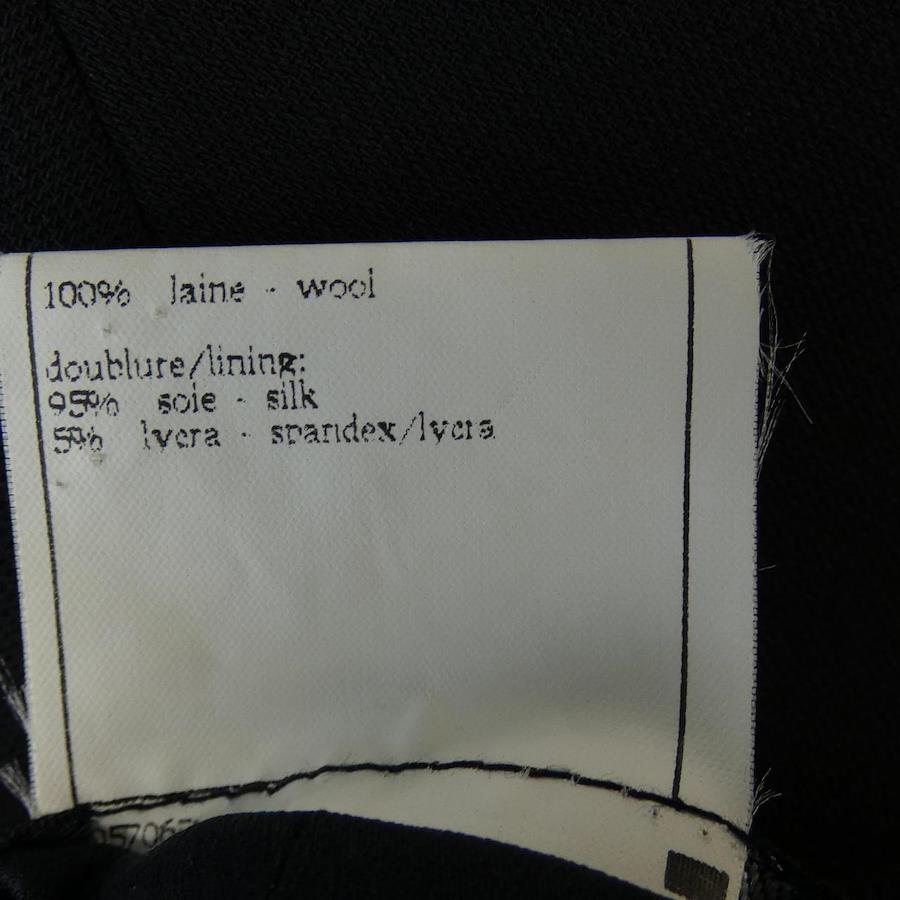 100% laine - wool
doublure/lining:
95% soie - silk
5% lycra - spandex/lycra